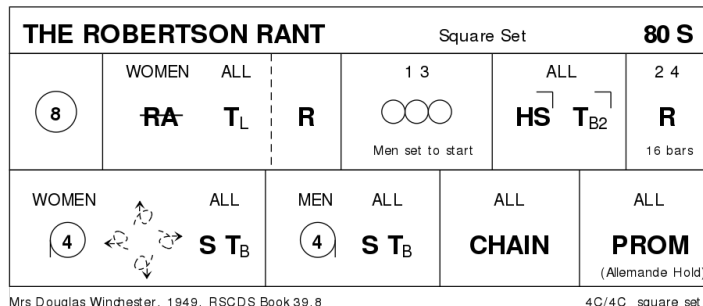 THE ROBERTSON RANT Square Set 80 S
WOMEN ALL 1 3 ALL 2 4
8 RA TL R HS TB2 R
Men set to start 16 bars
WOMEN ALL MEN ALL ALL ALL
4 S TB 4 S TB CHAIN PROM
(Allemande Hold)
Mrs Douglas Winchester, 1949, RSCDS Book 39.8 4C/4C square set